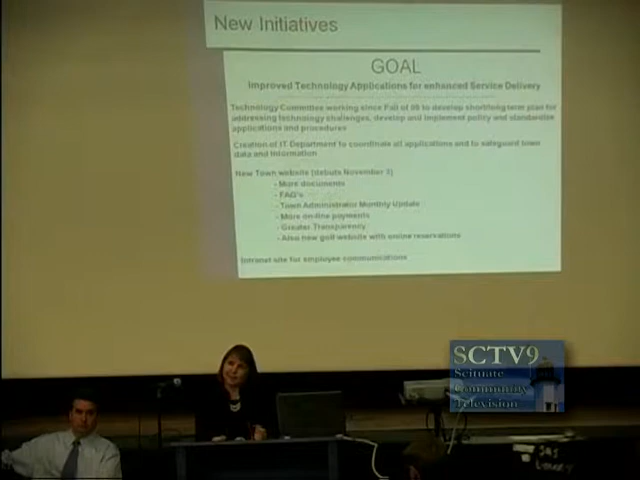 New Initiatives
GOAL
Improved Technology Applications for enhanced Service Delivery
Technology Committee working since Fall of 09 to develop short/long term plan for
addressing technology challenges, develop and implement policy and standardize
applications and procedures
Creation of IT Department to coordinate all applications and to safeguard town
data and information
New Town website (debuts November 1)
- More documents
- FAQ's
- Town Administrator Monthly Update
- More on-line payments
- Greater Transparency
- Also new golf website with online reservations
Intranet site for employee communications
SCTV9
Scituate
Community
Television